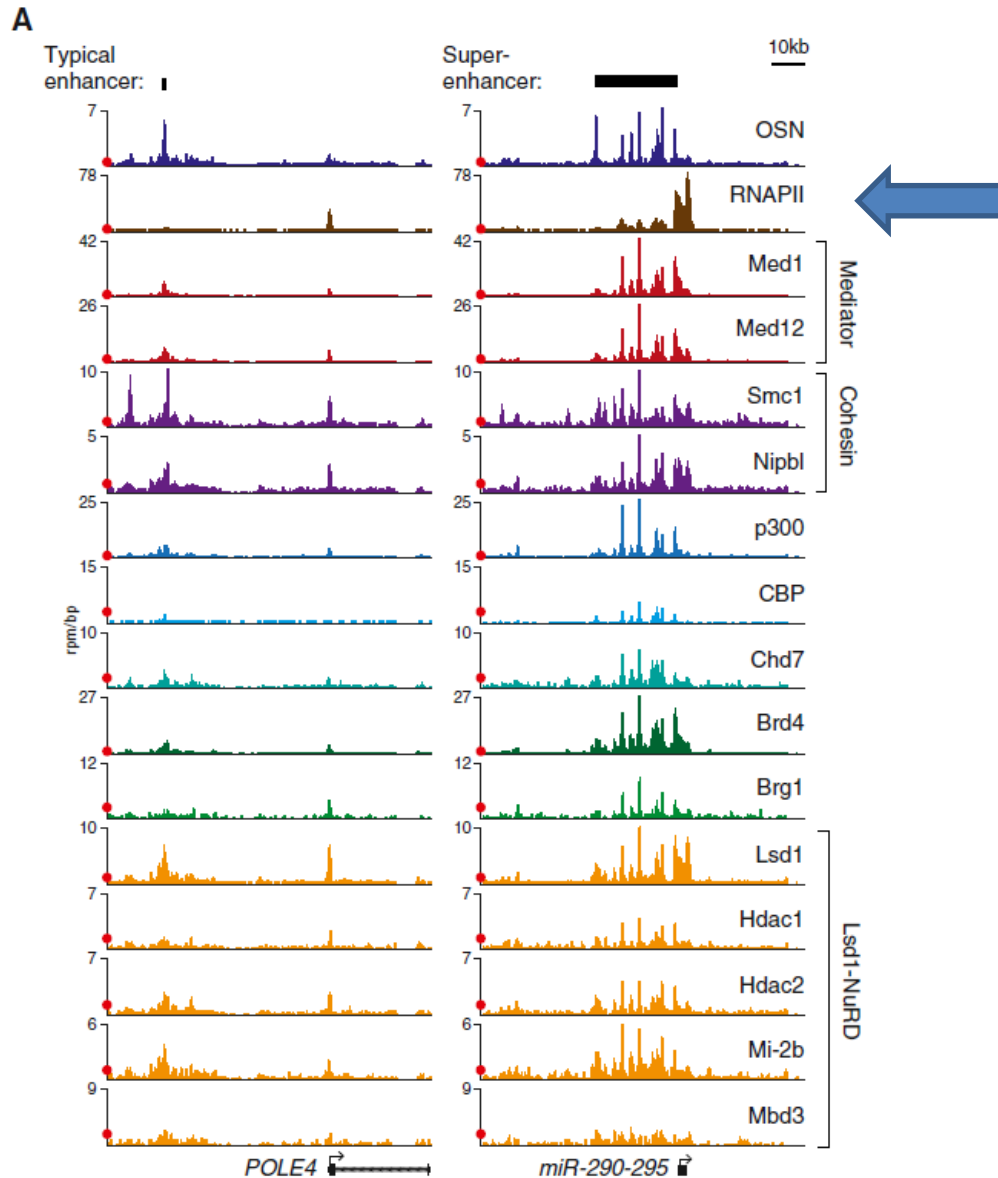 A
Typical
enhancer:
Super-
enhancer:
10kb
7
7
OSN
78
78
RNAPII
42
42
Med1
26
26
Med12
Mediator
10
10
Smc1
5
5
Nipbl
Cohesin
25
25
p300
15
15
CBP
rpm/bp
10
10
Chd7
27
27
Brd4
12
12
Brg1
10
10
Lsd1
7
7
Hdac1
7
7
Hdac2
6
6
Mi-2b
9
9
Mbd3
Lsd1-NuRD
POLE4
miR-290-295